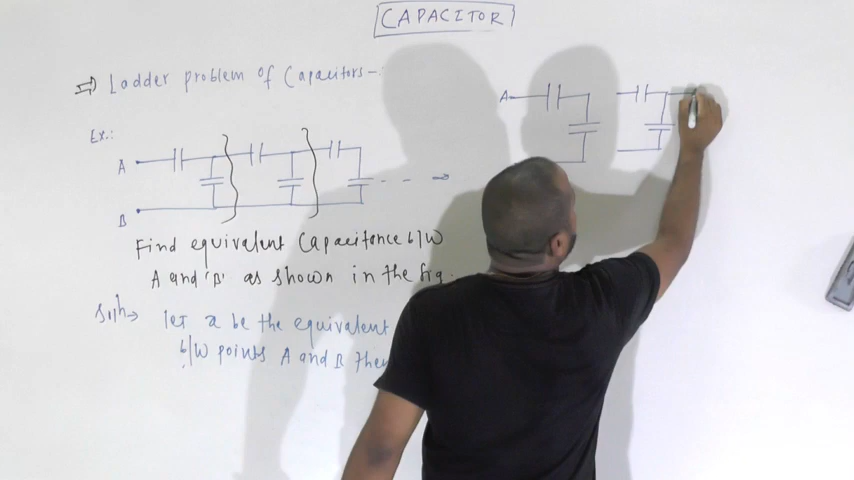 CAPACITOR
Ladder problem of Capacitors-:
Ex.:
A
B
Find equivalent Capacitance b/w
A and 'B' as shown in the fig.
Soln→ let x be the equivalent
b/w points A and B then
A